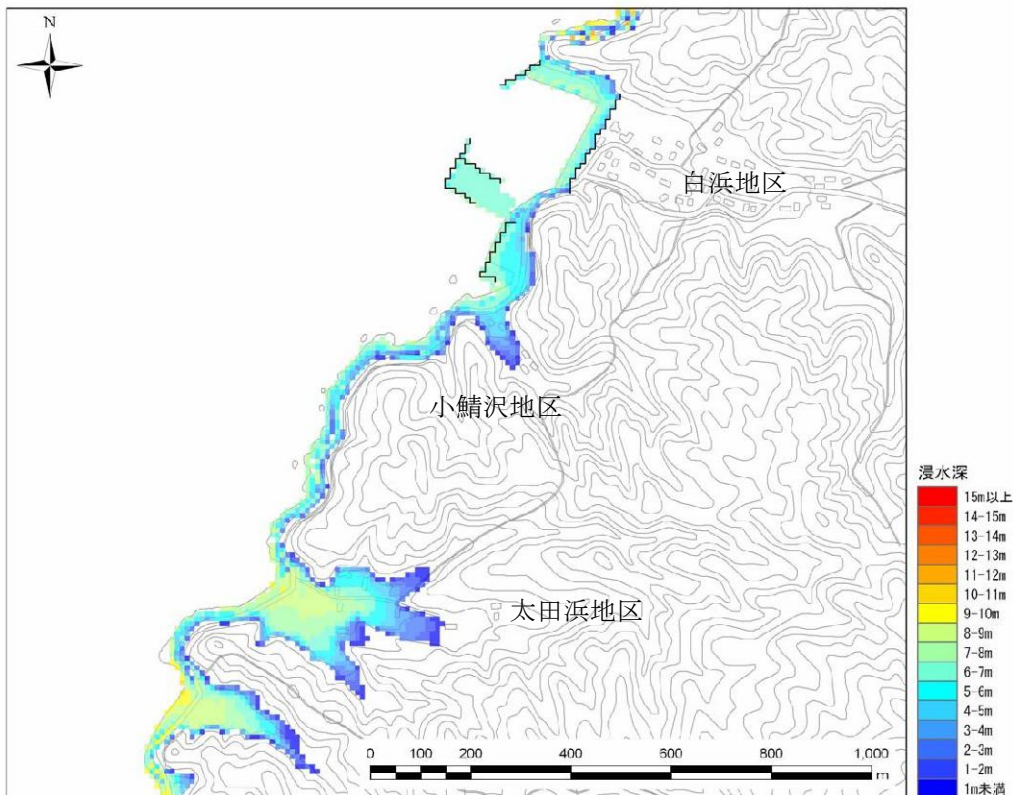 N
白浜地区
小鯖沢地区
太田浜地区
浸水深
15m以上
14-15m
13-14m
12-13m
11-12m
10-11m
9-10m
8-9m
7-8m
6-7m
5-6m
4-5m
3-4m
2-3m
1-2m
1m未満
0 100 200 400 600 800 1,000
m